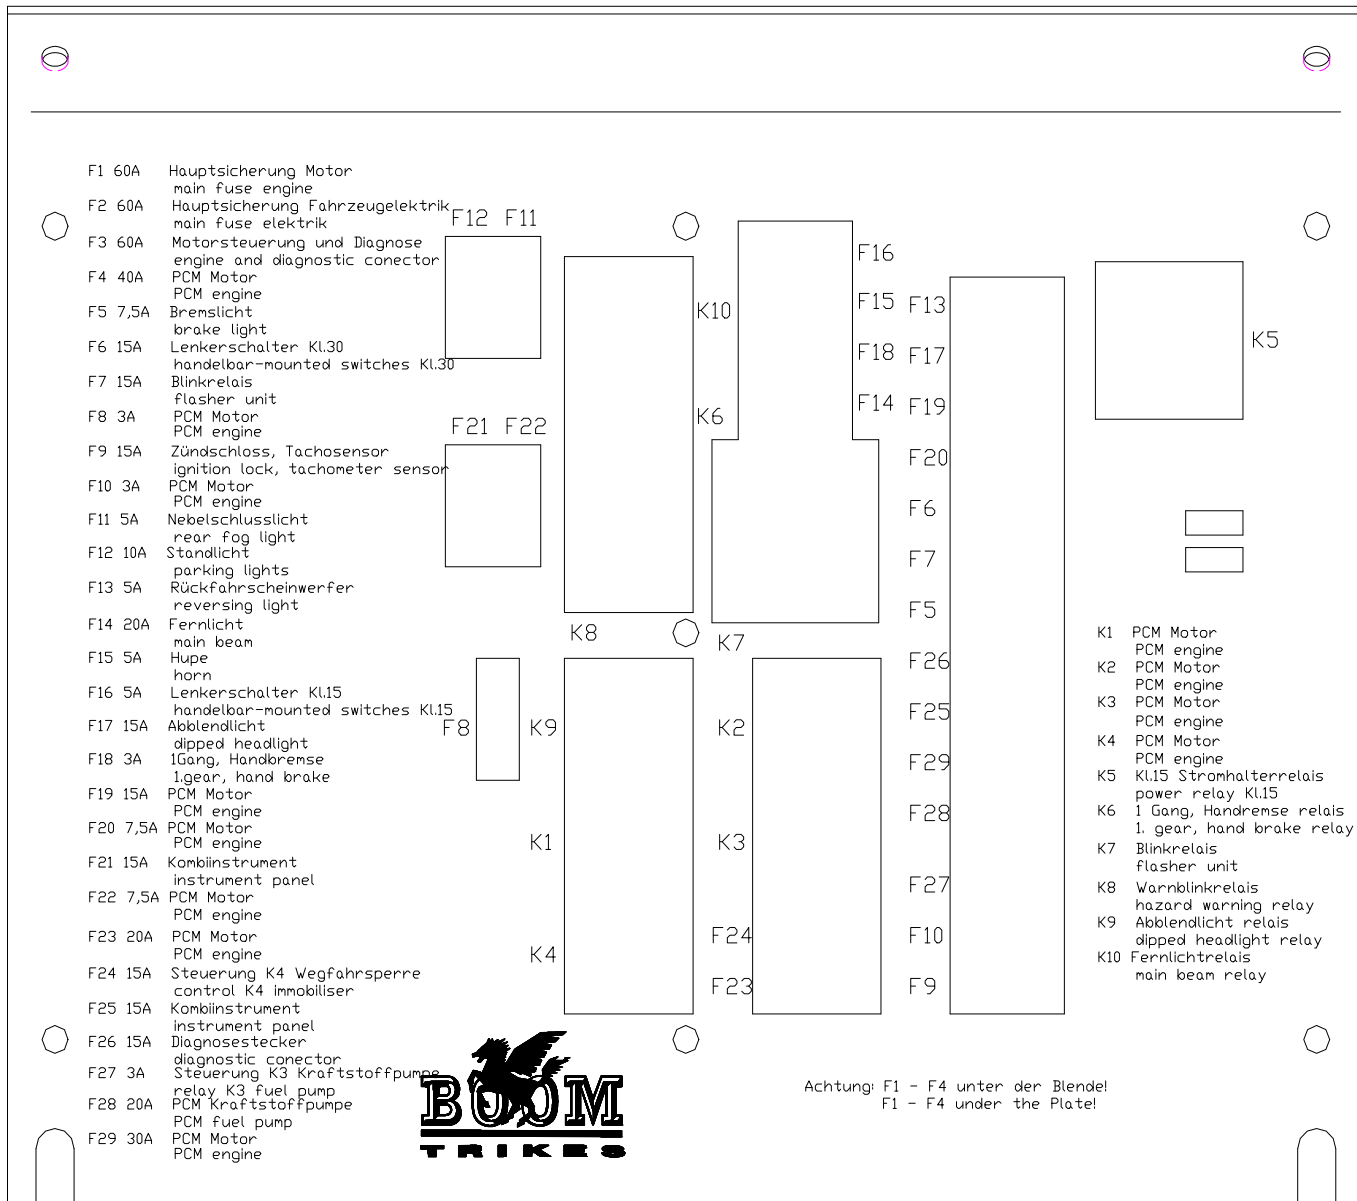 F1 60A Hauptsicherung Motor
main fuse engine
F2 60A Hauptsicherung Fahrzeugelektrik
main fuse elektrik
F3 60A Motorsteuerung und Diagnose
engine and diagnostic conector
F4 40A PCM Motor
PCM engine
F5 7,5A Bremslicht
brake light
F6 15A Lenkerschalter Kl.30
handelbar-mounted switches Kl.30
F7 15A Blinkrelais
flasher unit
F8 3A PCM Motor
PCM engine
F9 15A Zündschloss, Tachosensor
ignition lock, tachometer sensor
F10 3A PCM Motor
PCM engine
F11 5A Nebelschlusslicht
rear fog light
F12 10A Standlicht
parking lights
F13 5A Rückfahrscheinwerfer
reversing light
F14 20A Fernlicht
main beam
F15 5A Hupe
horn
F16 5A Lenkerschalter Kl.15
handelbar-mounted switches Kl.15
F17 15A Abblendlicht
dipped headlight
F18 3A 1Gang, Handbremse
1.gear, hand brake
F19 15A PCM Motor
PCM engine
F20 7,5A PCM Motor
PCM engine
F21 15A Kombiinstrument
instrument panel
F22 7,5A PCM Motor
PCM engine
F23 20A PCM Motor
PCM engine
F24 15A Steuerung K4 Wegfahrsperre
control K4 immobiliser
F25 15A Kombiinstrument
instrument panel
F26 15A Diagnosestecker
diagnostic conector
F27 3A Steuerung K3 Kraftstoffpumpe
relay K3 fuel pump
F28 20A PCM Kraftstoffpumpe
PCM fuel pump
F29 30A PCM Motor
PCM engine
F12 F11
F21 F22
F8
K10
K6
K8
K9
K1
K4
K7
K2
K3
F24
F23
F16
F15
F18
F14
F13
F17
F19
F20
F6
F7
F5
F26
F25
F29
F28
F27
F10
F9
K5
K1 PCM Motor
PCM engine
K2 PCM Motor
PCM engine
K3 PCM Motor
PCM engine
K4 PCM Motor
PCM engine
K5 Kl.15 Stromhalterrelais
power relay Kl.15
K6 1 Gang, Handremse relais
1. gear, hand brake relay
K7 Blinkrelais
flasher unit
K8 Warnblinkrelais
hazard warning relay
K9 Abblendlicht relais
dipped headlight relay
K10 Fernlichtrelais
main beam relay
BOOM
TRIKES
Achtung: F1 - F4 unter der Blende!
F1 - F4 under the Plate!